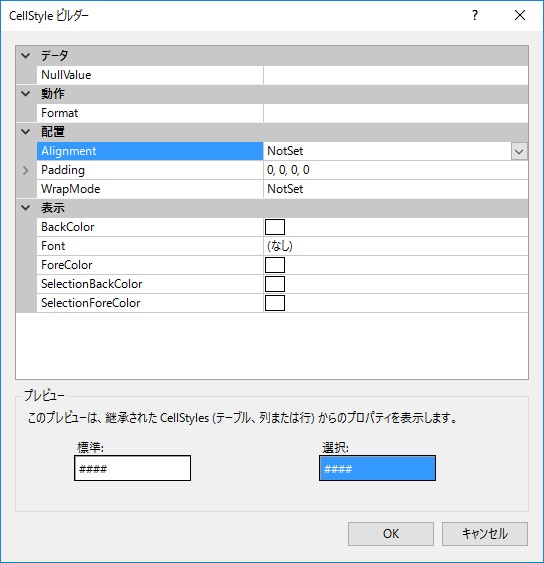 CellStyle ビルダー
データ
NullValue
動作
Format
配置
Alignment NotSet
Padding 0, 0, 0, 0
WrapMode NotSet
表示
BackColor
Font (なし)
ForeColor
SelectionBackColor
SelectionForeColor
プレビュー
このプレビューは、継承された CellStyles (テーブル、列または行) からのプロパティを表示します。
標準: 選択:
#### ####
OK キャンセル